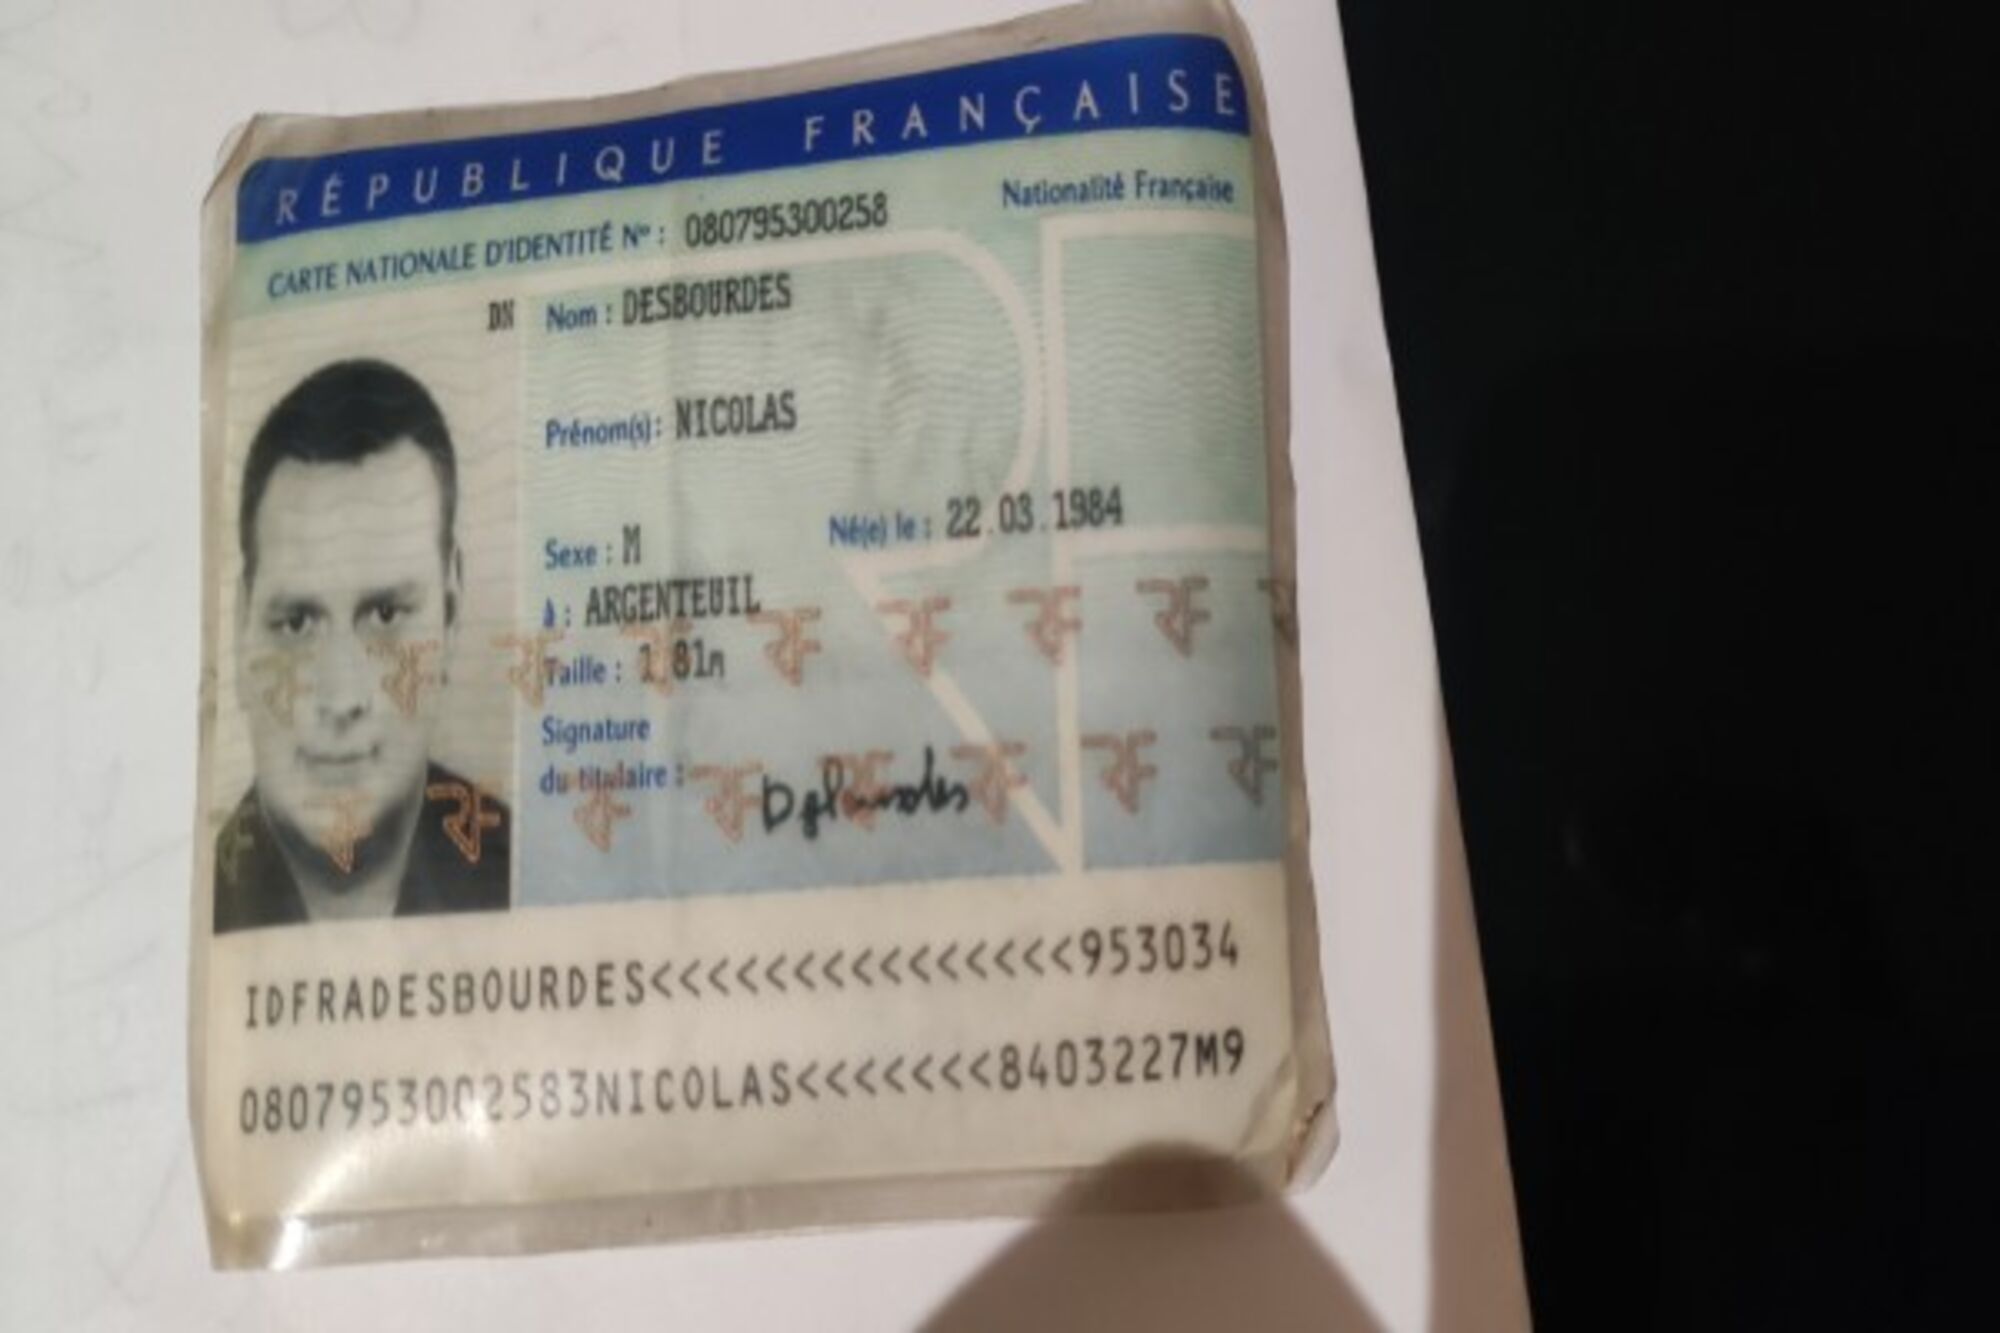 RÉPUBLIQUE FRANÇAISE
CARTE NATIONALE D'IDENTITÉ Nº : 080795300258 Nationalité Française
DN Nom : DESBOURDES
Prénom(s) : NICOLAS
Sexe : M Né(e) le : 22.03.1984
à : ARGENTEUIL
Taille : 1,81m
Signature
du titulaire :
IDFRADESBOURDES<<<<<<<<<<<<<<<953034
0807953002583NICOLAS<<<<<<<8403227M9